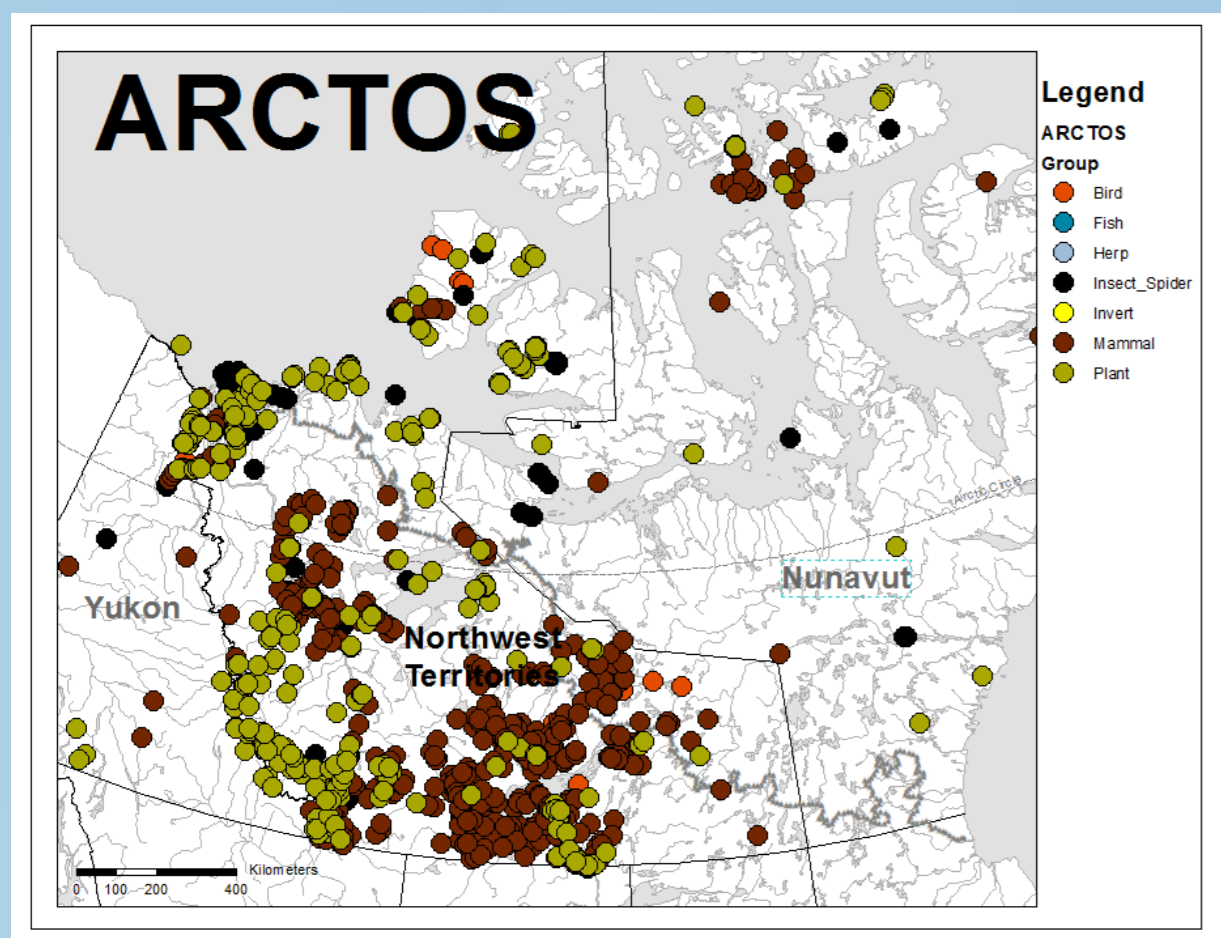 ARCTOS
Legend
ARCTOS
Group
Bird
Fish
Herp
Insect_Spider
Invert
Mammal
Plant
Arctic Circle
Nunavut
Yukon
Northwest
Territories
Kilometers
0 100 200 400